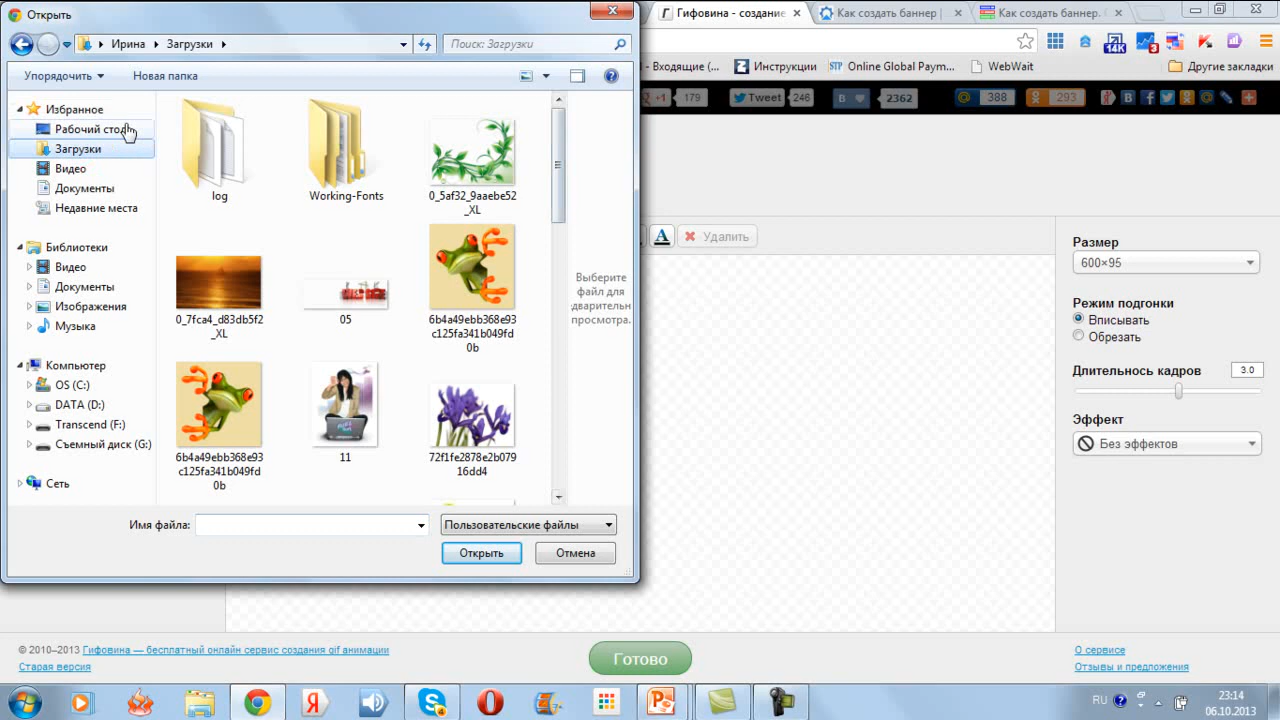 Открыть
Ирина
Загрузки
Поиск: Загрузки
Упорядочить
Новая папка
Избранное
Рабочий стол
Загрузки
Видео
Документы
Недавние места
Библиотеки
Видео
Документы
Изображения
Музыка
Компьютер
OS (C:)
DATA (D:)
Transcend (F:)
Съемный диск (G:)
Сеть
log
Working-Fonts
0_5af32_9aaebe52
_XL
0_7fca4_d83db5f2
_XL
05
6b4a49ebb368e93
c125fa341b049fd
0b
6b4a49ebb368e93
c125fa341b049fd
0b
11
72f1fe2878e2b079
16dd4
Выберите
файл для
дварительн
просмотра.
Имя файла:
Пользовательские файлы
Открыть
Отмена
Гифовина - создание
Как создать баннер |
Как создать баннер.
14K
3
- Входящие (...
Инструкции
STP
Online Global Paym...
WebWait
Другие закладки
+1
179
Tweet
246
В
2362
388
293
A
Удалить
Размер
600×95
Режим подгонки
Вписывать
Обрезать
Длительнось кадров
3.0
Эффект
Без эффектов
© 2010–2013 Гифовина — бесплатный онлайн сервис создания gif анимации
Старая версия
Готово
О сервисе
Отзывы и предложения
RU
23:14
06.10.2013